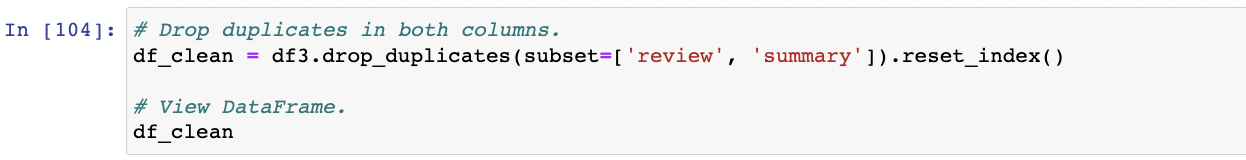 In [104]: # Drop duplicates in both columns.
df_clean = df3.drop_duplicates(subset=['review', 'summary']).reset_index()
# View DataFrame.
df_clean